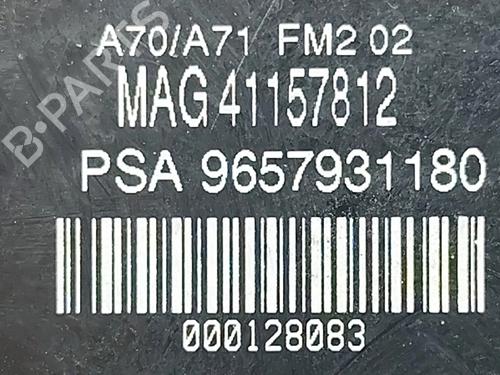 A70/A71 FM2 02
MAG 41157812
PSA 9657931180
000128083
B-PARTS